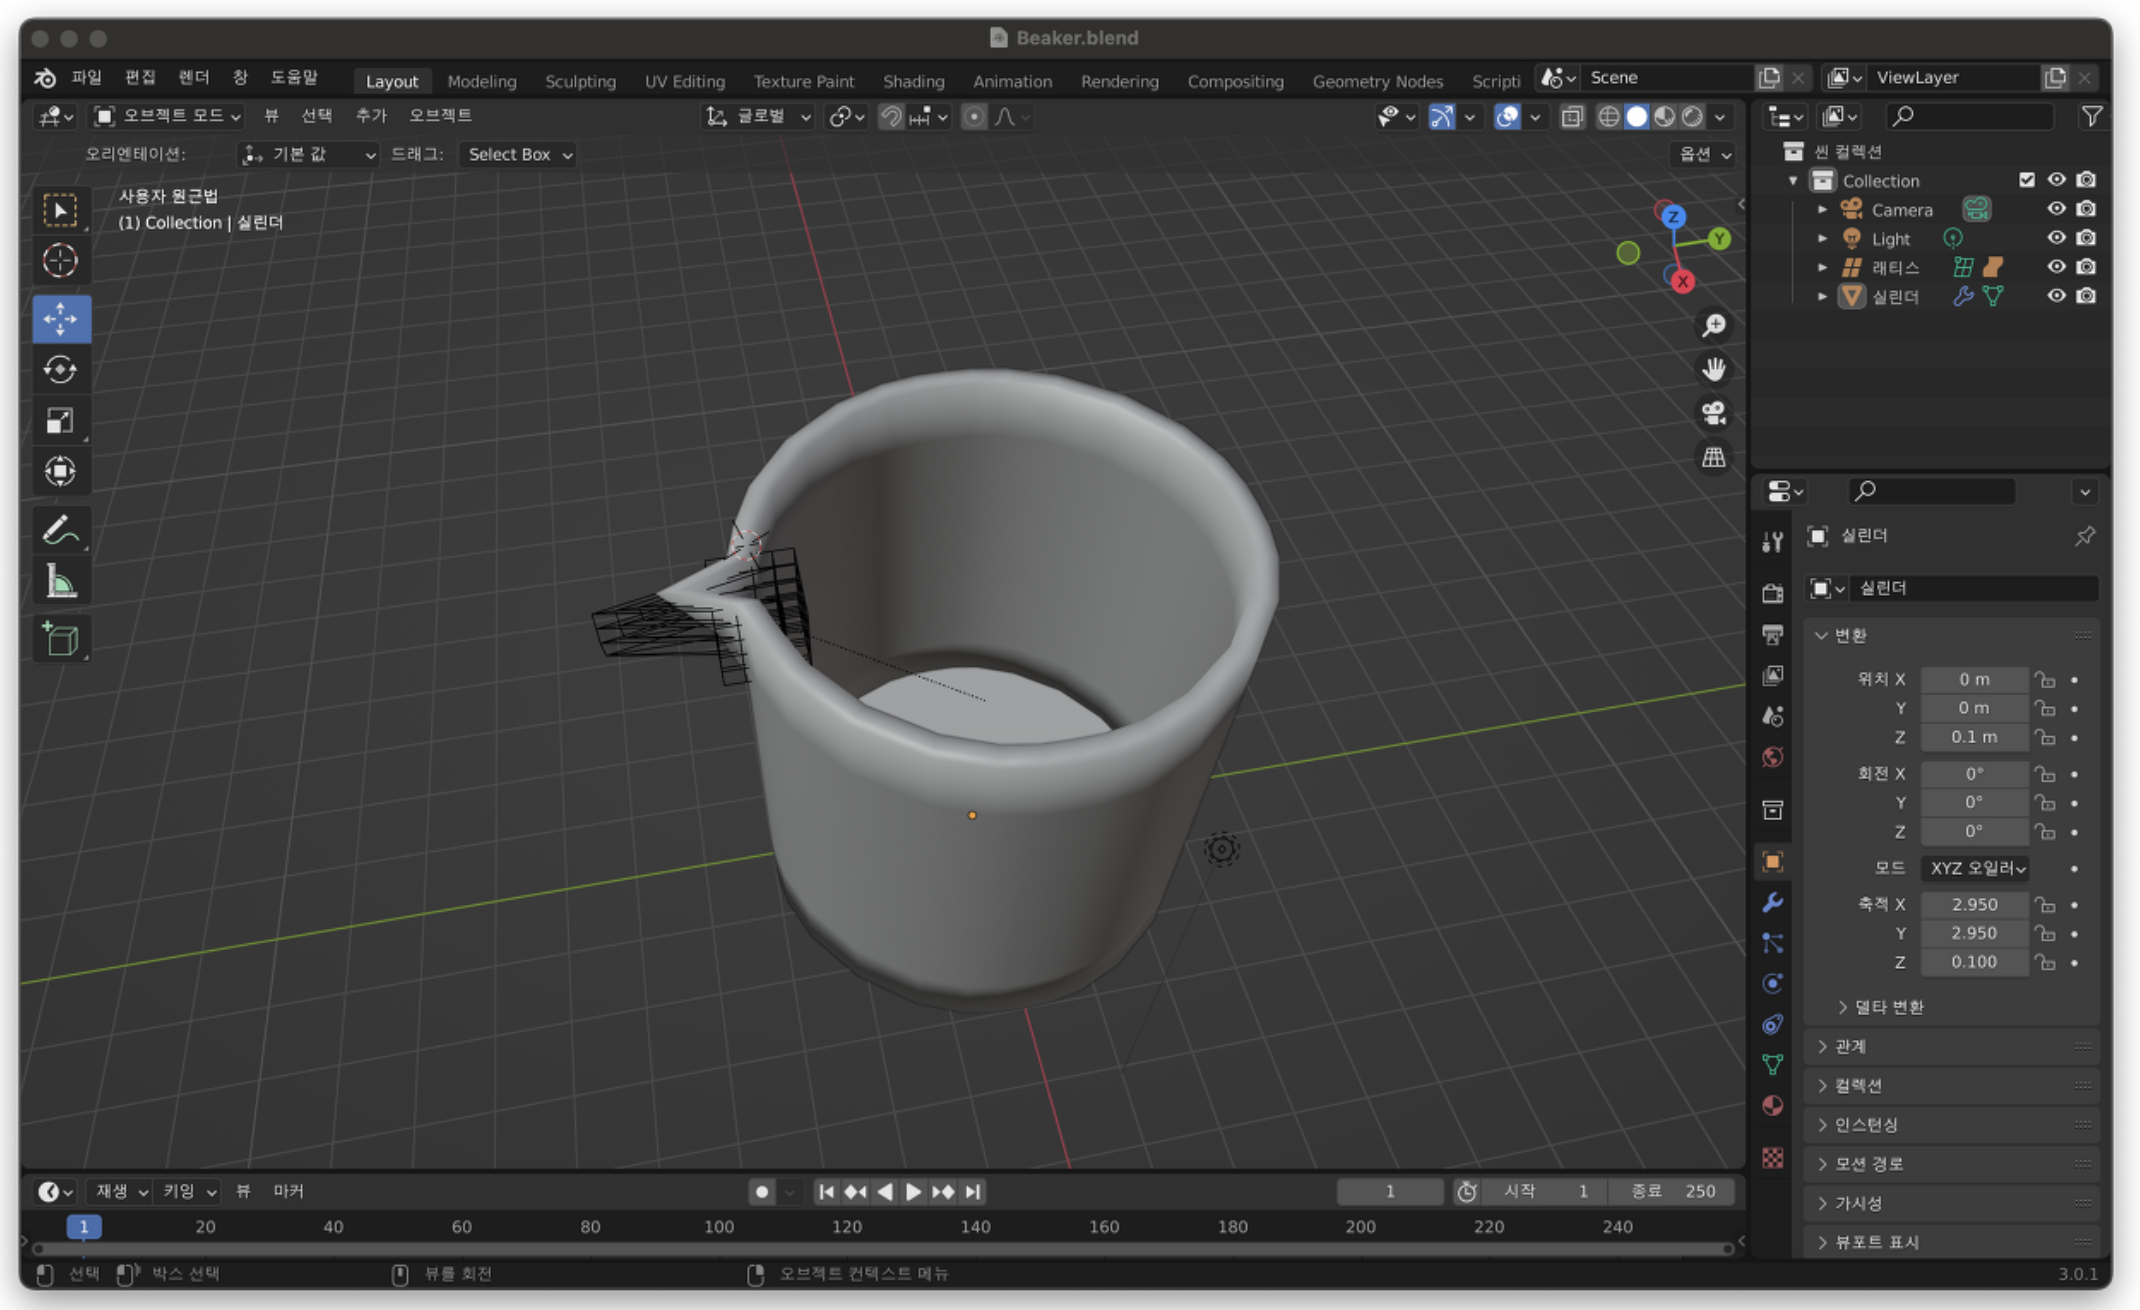 Beaker.blend
파일 편집 렌더 창 도움말 Layout Modeling Sculpting UV Editing Texture Paint Shading Animation Rendering Compositing Geometry Nodes Scripti Scene ViewLayer
오브젝트 모드 뷰 선택 추가 오브젝트 글로벌
오리엔테이션: 기본 값 드래그: Select Box 옵션
사용자 원근법
(1) Collection | 실린더
Z
Y
X
씬 컬렉션
Collection
Camera
Light
래티스
실린더
실린더
실린더
변환
위치 X 0 m
Y 0 m
Z 0.1 m
회전 X 0°
Y 0°
Z 0°
모드 XYZ 오일러
축적 X 2.950
Y 2.950
Z 0.100
델타 변환
관계
컬렉션
인스턴싱
모션 경로
가시성
뷰포트 표시
재생 키잉 뷰 마커 1 시작 1 종료 250
1 20 40 60 80 100 120 140 160 180 200 220 240
선택 박스 선택 뷰를 회전 오브젝트 컨텍스트 메뉴 3.0.1